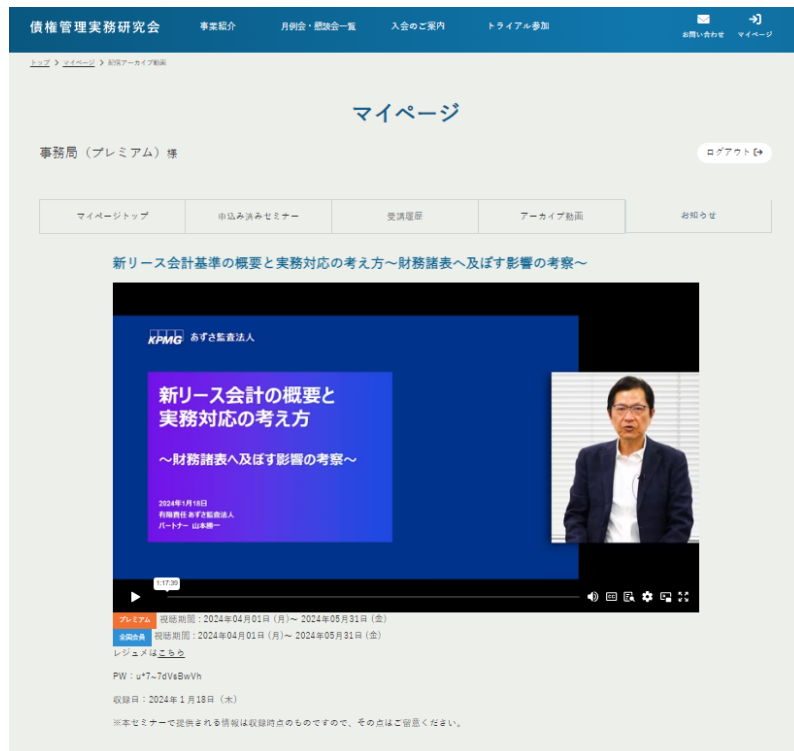 債権管理実務研究会
事業紹介
月例会・懇談会一覧
入会のご案内
トライアル参加
お問い合わせ
マイページ
トップ > マイページ > 配信アーカイブ動画
マイページ
事務局（プレミアム）様
ログアウト
マイページトップ
申込み済みセミナー
受講履歴
アーカイブ動画
お知らせ
新リース会計基準の概要と実務対応の考え方～財務諸表へ及ぼす影響の考察～
KPMG あずさ監査法人
新リース会計の概要と
実務対応の考え方
～財務諸表へ及ぼす影響の考察～
2024年1月18日
有限責任 あずさ監査法人
パートナー 山本勝一
1:17:39
CC
プレミアム 視聴期間：2024年04月01日（月）～ 2024年05月31日（金）
全国会員 視聴期間：2024年04月01日（月）～ 2024年05月31日（金）
レジュメはこちら
PW：u*7~7dVsBwVh
収録日：2024年１月18日（木）
※本セミナーで提供される情報は収録時点のものですので、その点はご留意ください。